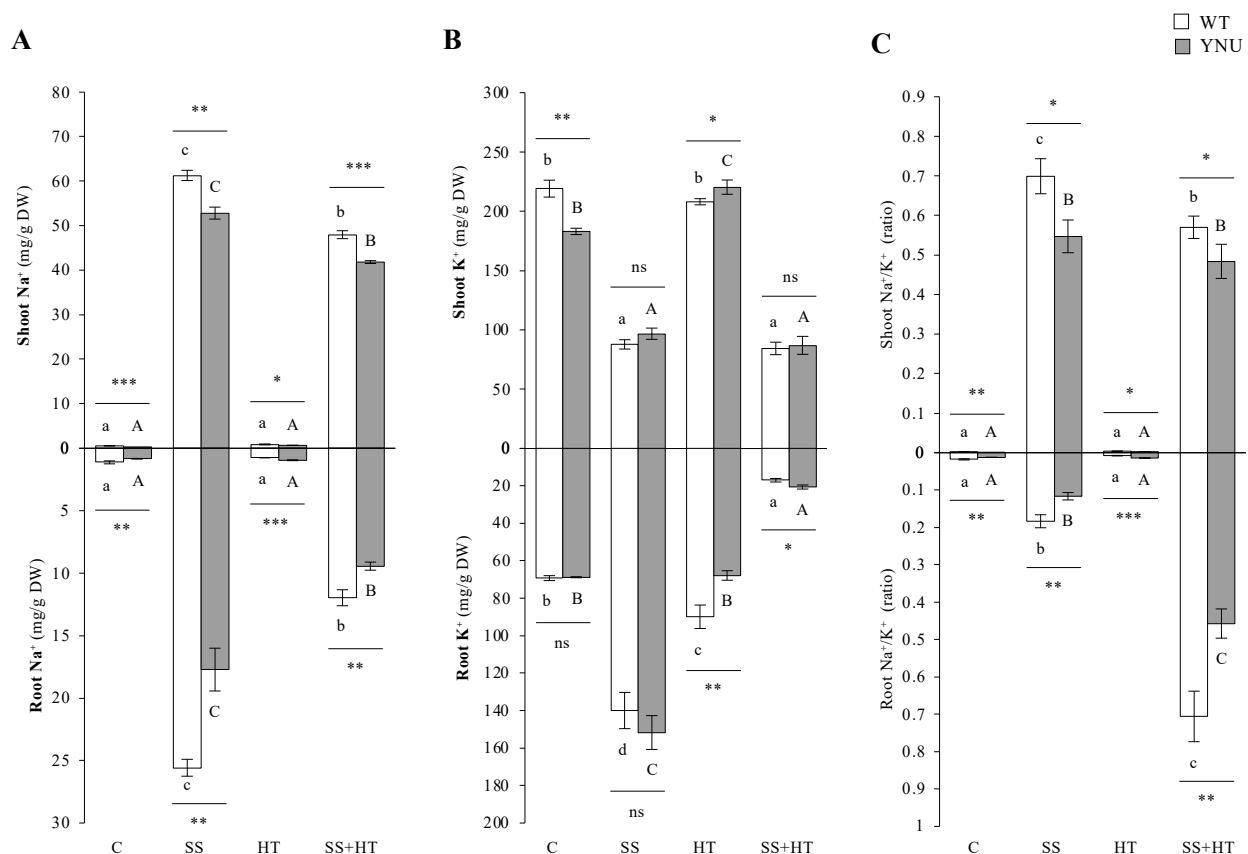 WT
YNU
A
B
C
Shoot Na⁺ (mg/g DW)
80
70
60
50
40
30
20
10
0
Root Na⁺ (mg/g DW)
5
10
15
20
25
30
*** ** * ***
a A c C a A b B
a A c C a A b B
** ** *** **
C SS HT SS+HT
Shoot K⁺ (mg/g DW)
300
250
200
150
100
50
0
Root K⁺ (mg/g DW)
20
40
60
80
100
120
140
160
180
200
** ns * ns
b B a A b C a A
b B d C c B a A
ns ns ** *
C SS HT SS+HT
Shoot Na⁺/K⁺ (ratio)
0.9
0.8
0.7
0.6
0.5
0.4
0.3
0.2
0.1
0
Root Na⁺/K⁺ (ratio)
0.1
0.2
0.3
0.4
0.5
0.6
0.7
0.8
0.9
1
** * * *
a A c B a A b B
a A b B a A c C
** ** *** **
C SS HT SS+HT